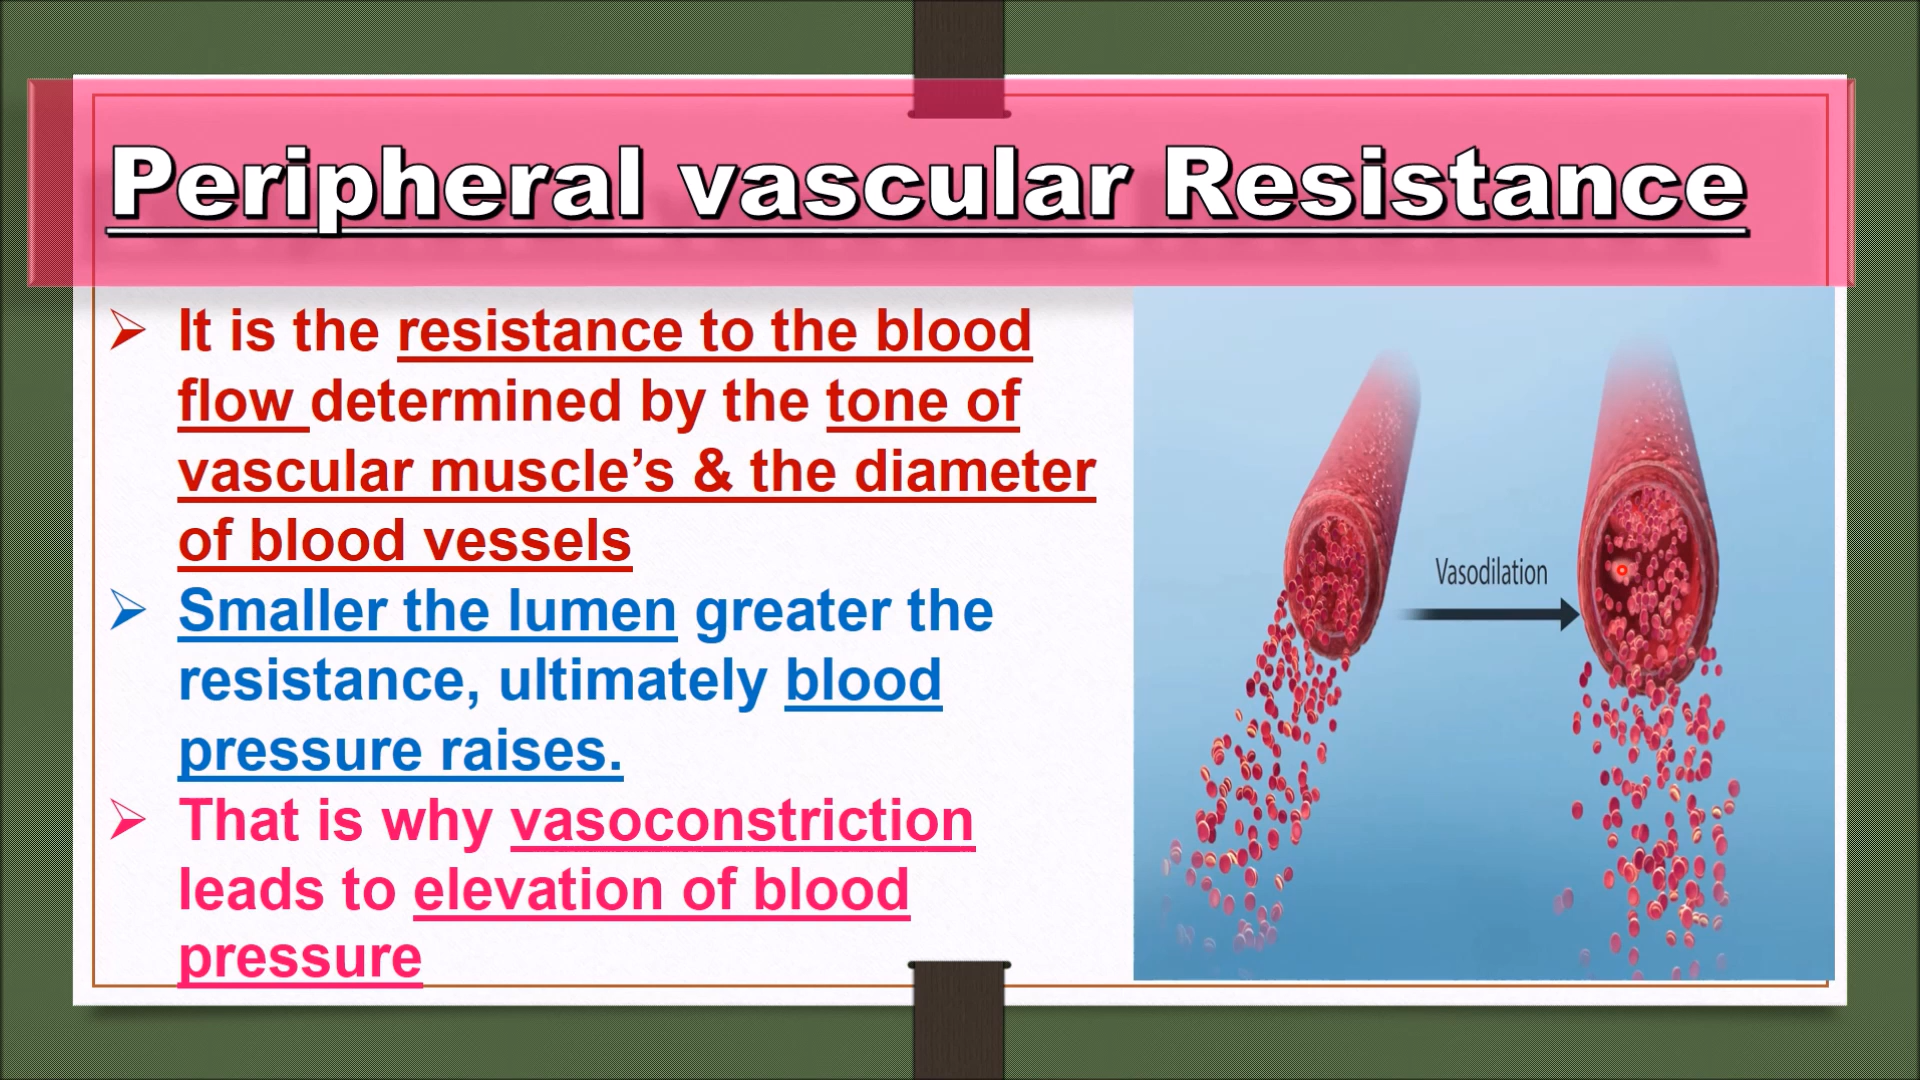 Peripheral vascular Resistance
It is the resistance to the blood
flow determined by the tone of
vascular muscle’s & the diameter
of blood vessels
Smaller the lumen greater the
resistance, ultimately blood
pressure raises.
That is why vasoconstriction
leads to elevation of blood
pressure
Vasodilation